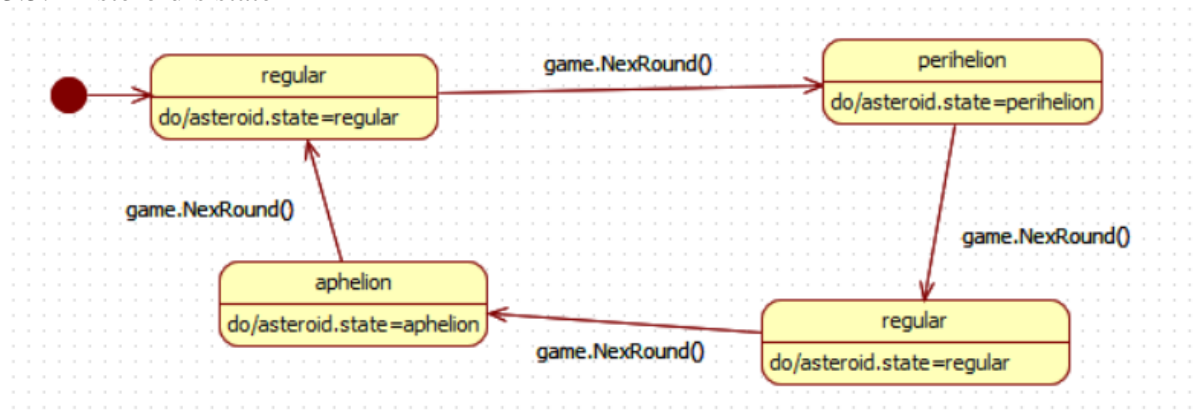 regular
do/asteroid.state=regular
game.NexRound()
perihelion
do/asteroid.state=perihelion
game.NexRound()
game.NexRound()
aphelion
do/asteroid.state=aphelion
game.NexRound()
regular
do/asteroid.state=regular